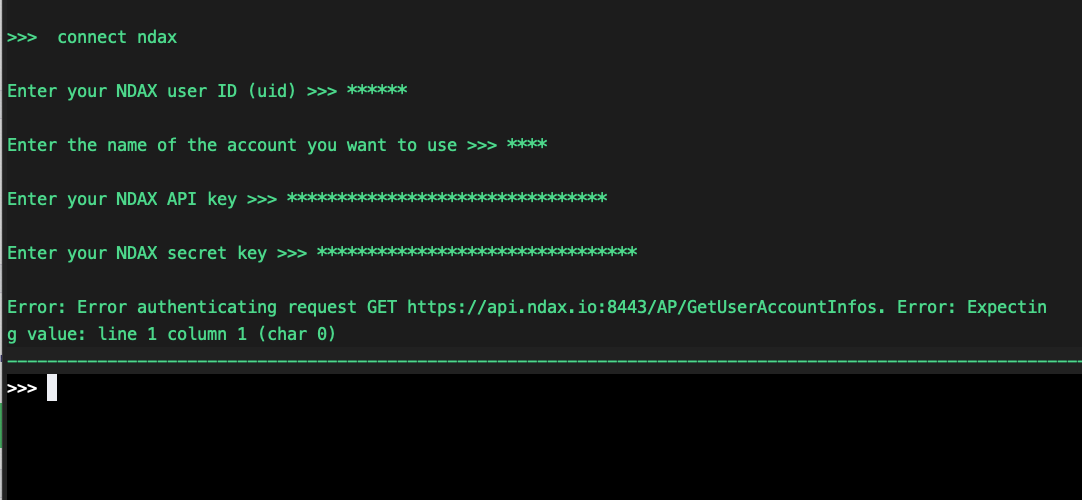 >>>  connect ndax
Enter your NDAX user ID (uid) >>> ******
Enter the name of the account you want to use >>> ****
Enter your NDAX API key >>> ********************************
Enter your NDAX secret key >>> ********************************
Error: Error authenticating request GET https://api.ndax.io:8443/AP/GetUserAccountInfos. Error: Expectin
g value: line 1 column 1 (char 0)
>>>